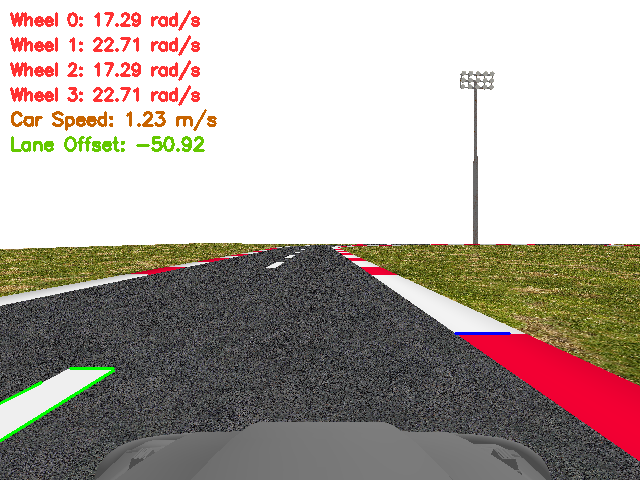 Wheel 0: 17.29 rad/s
Wheel 1: 22.71 rad/s
Wheel 2: 17.29 rad/s
Wheel 3: 22.71 rad/s
Car Speed: 1.23 m/s
Lane Offset: -50.92